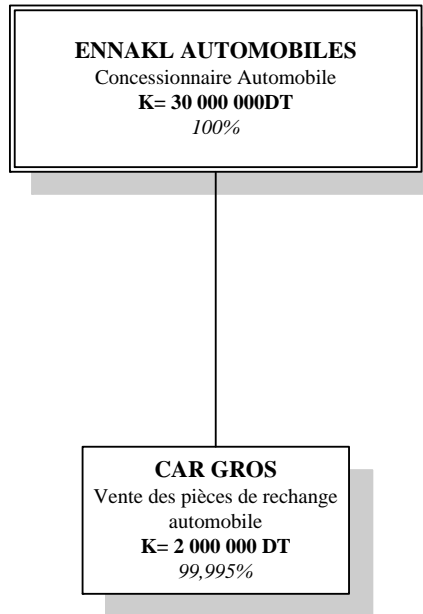 ENNAKL AUTOMOBILES
Concessionnaire Automobile
K= 30 000 000DT
100%
CAR GROS
Vente des pièces de rechange
automobile
K= 2 000 000 DT
99,995%